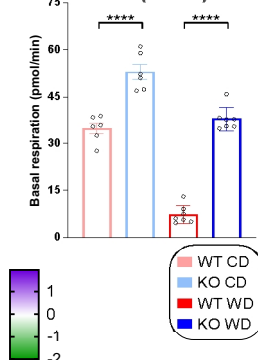 75
60
45
30
15
0
Basal respiration (pmol/min)
**** ****
WT CD
KO CD
WT WD
KO WD
1
0
-1
-2